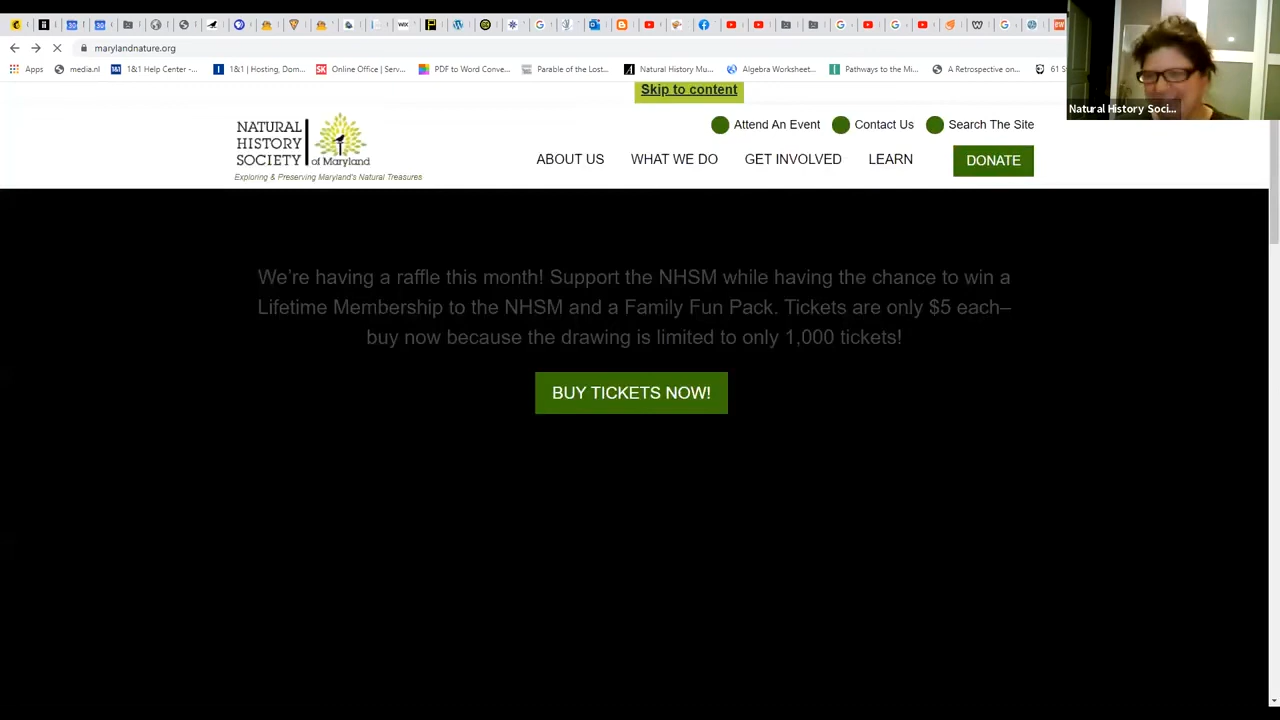 marylandnature.org
Apps
media.nl
1&1 Help Center -...
1&1 | Hosting, Dom...
Online Office | Serv...
PDF to Word Conve...
Parable of the Lost...
Natural History Mu...
Algebra Worksheet...
Pathways to the Mi...
A Retrospective on...
61 S
Natural History Soci...
Skip to content
Attend An Event
Contact Us
Search The Site
NATURAL
HISTORY
SOCIETY
of Maryland
Exploring & Preserving Maryland's Natural Treasures
ABOUT US
WHAT WE DO
GET INVOLVED
LEARN
DONATE
We're having a raffle this month! Support the NHSM while having the chance to win a
Lifetime Membership to the NHSM and a Family Fun Pack. Tickets are only $5 each–
buy now because the drawing is limited to only 1,000 tickets!
BUY TICKETS NOW!